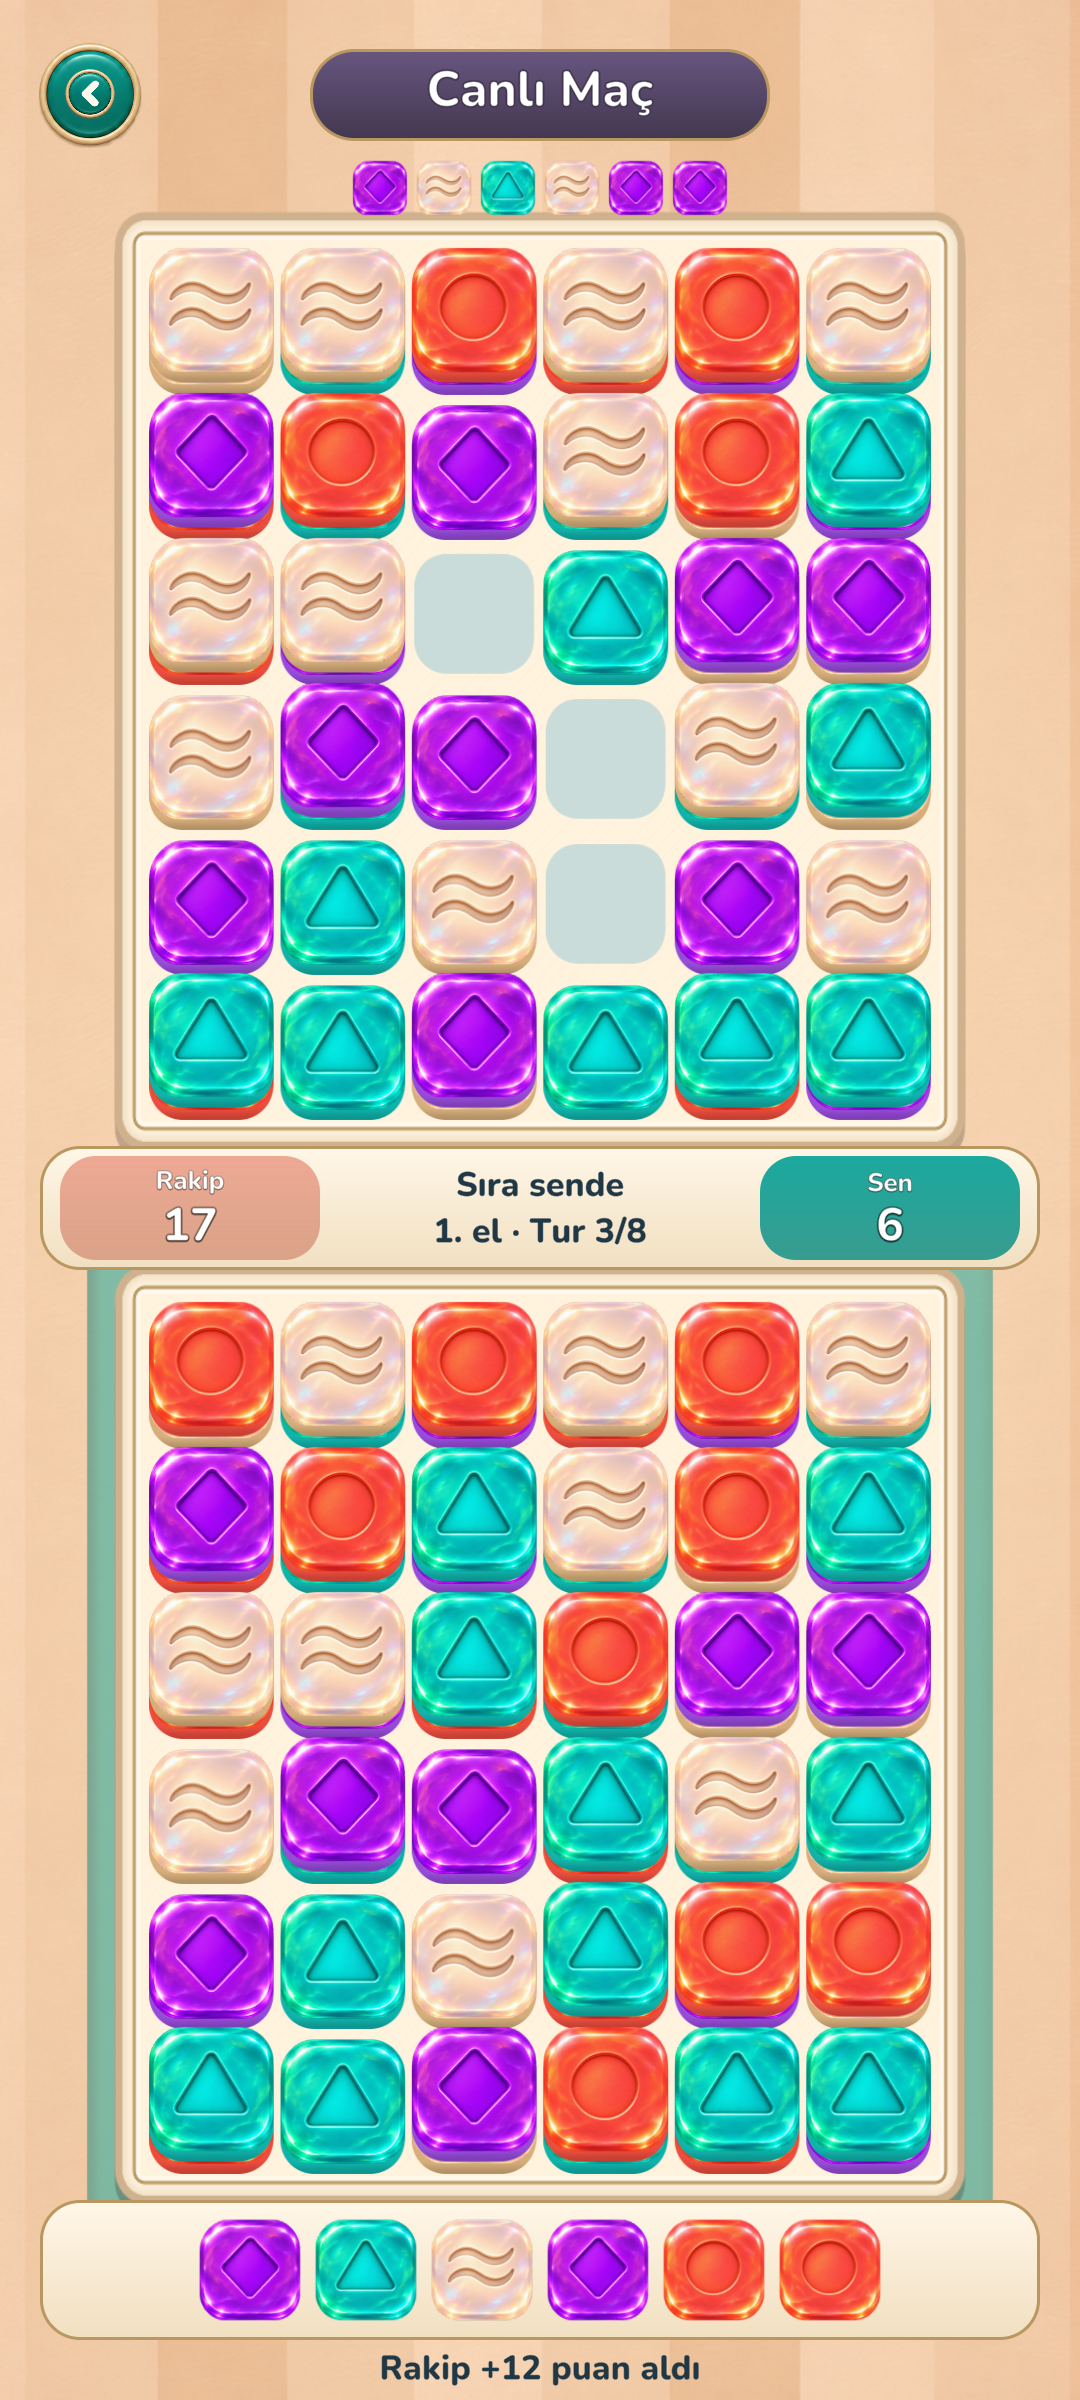 Canlı Maç
Rakip
17
Sıra sende
1. el · Tur 3/8
Sen
6
Rakip +12 puan aldı